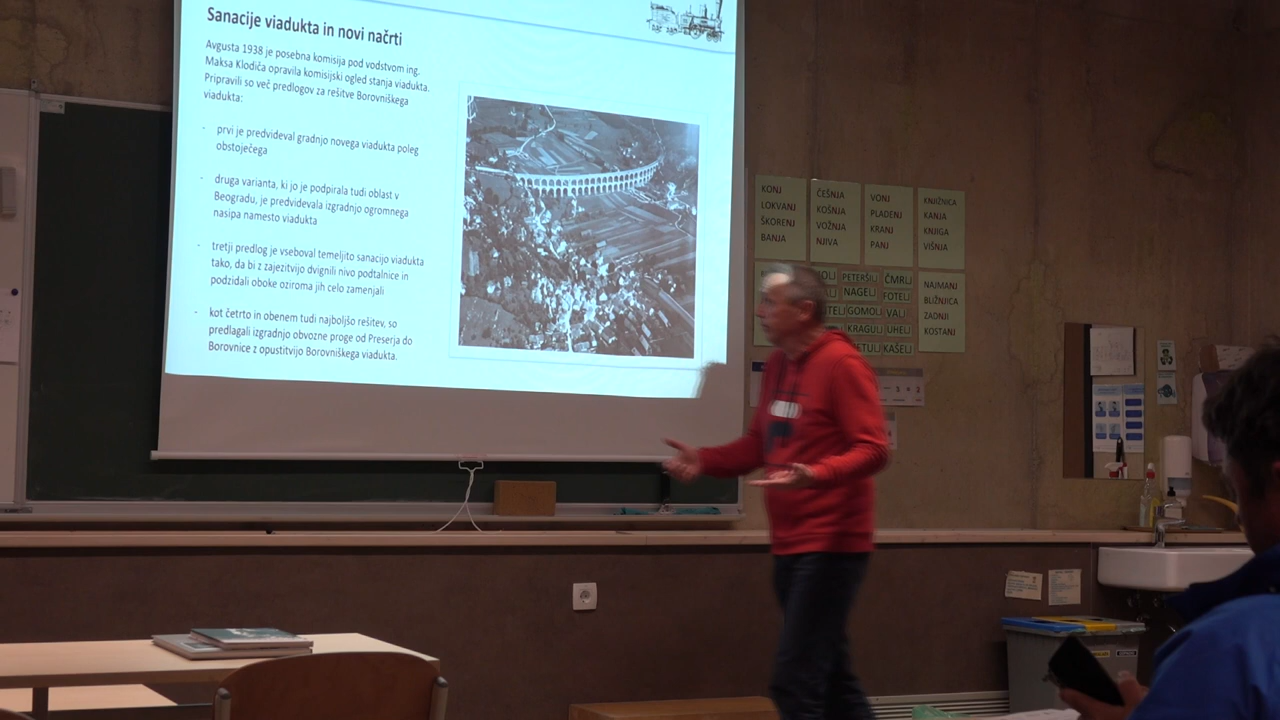 Sanacije viadukta in novi načrti
Avgusta 1938 je posebna komisija pod vodstvom ing.
Maksa Klodiča opravila komisijski ogled stanja viadukta.
Pripravili so več predlogov za rešitve Borovniškega
viadukta:
- prvi je predvideval gradnjo novega viadukta poleg
obstoječega
- druga varianta, ki jo je podpirala tudi oblast v
Beogradu, je predvidevala izgradnjo ogromnega
nasipa namesto viadukta
- tretji predlog je vseboval temeljito sanacijo viadukta
tako, da bi z zajezitvijo dvignili nivo podtalnice in
podzidali oboke oziroma jih celo zamenjali
- kot četrto in obenem tudi najboljšo rešitev, so
predlagali izgradnjo obvozne proge od Preserja do
Borovnice z opustitvijo Borovniškega viadukta.
KONJ
LOKVANJ
ŠKORENJ
BANJA
ČEŠNJA
KOŠNJA
VOŽNJA
NJIVA
VONJ
PLADENJ
KRANJ
PANJ
KNJIŽNICA
KANJA
KNJIGA
VIŠNJA
PETERŠILJ
ČMRLJ
NAGELJ
FOTELJ
GOMOLJ
VALJ
KRAGULJ
UHELJ
KAŠELJ
NAJMANJ
BLIŽNJICA
ZADNJI
KOSTANJ